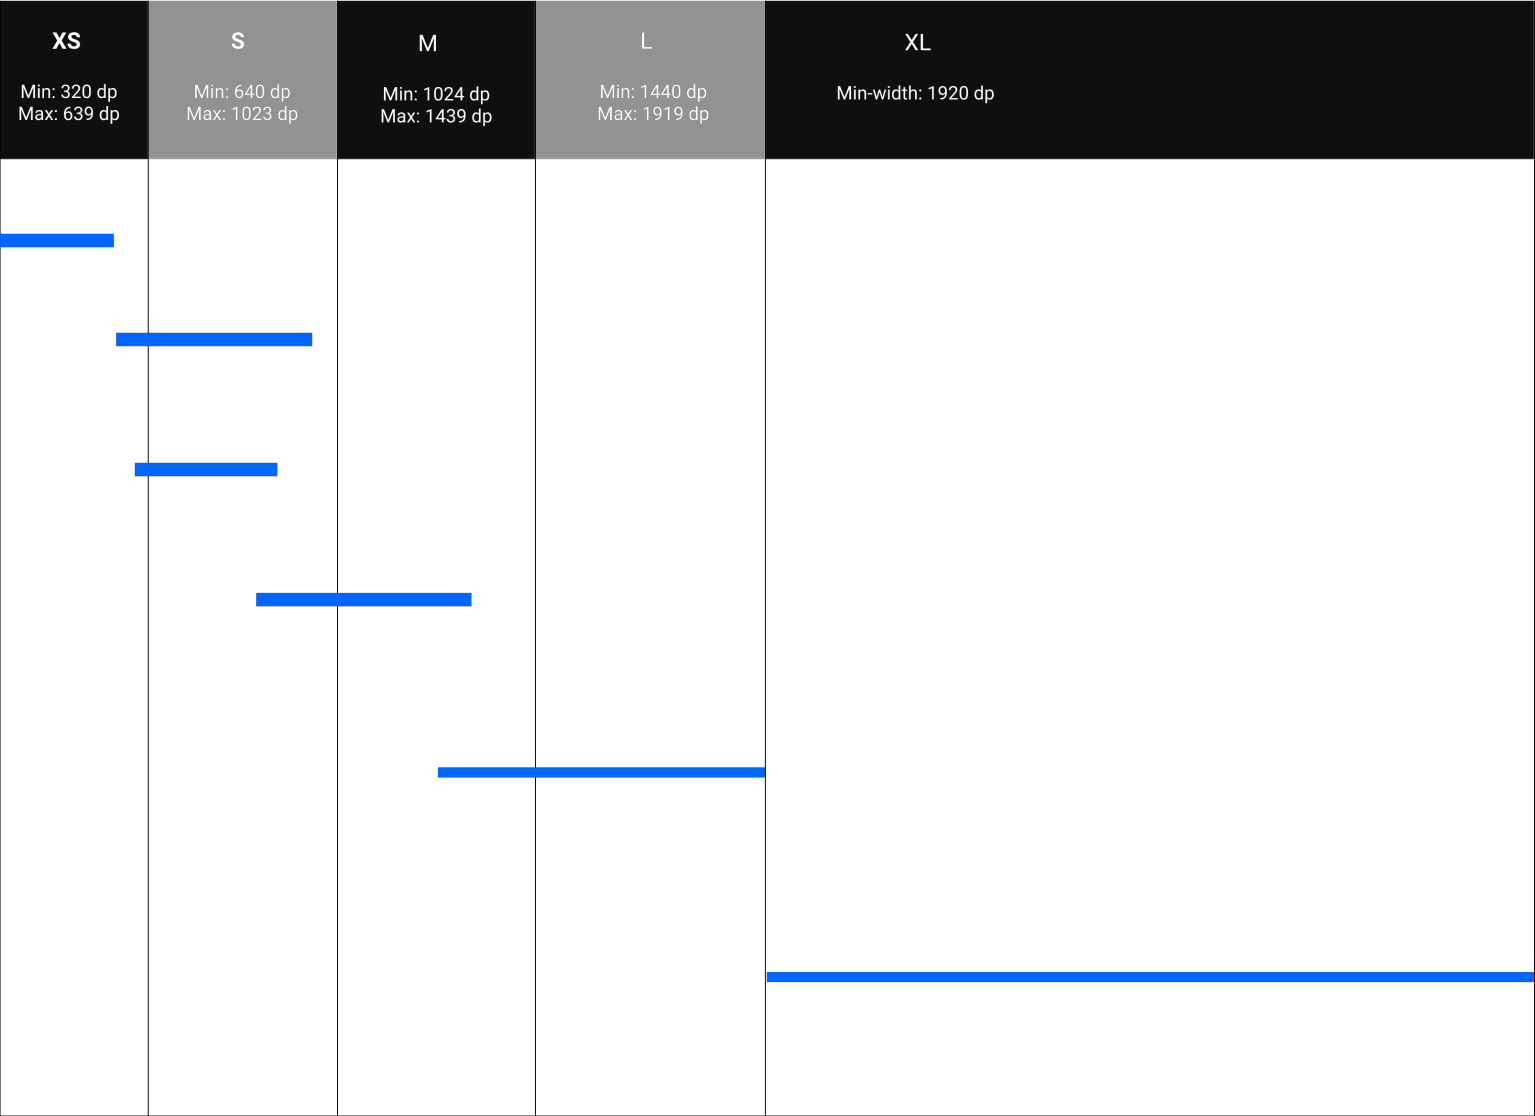 XS
Min: 320 dp
Max: 639 dp
S
Min: 640 dp
Max: 1023 dp
M
Min: 1024 dp
Max: 1439 dp
L
Min: 1440 dp
Max: 1919 dp
XL
Min-width: 1920 dp